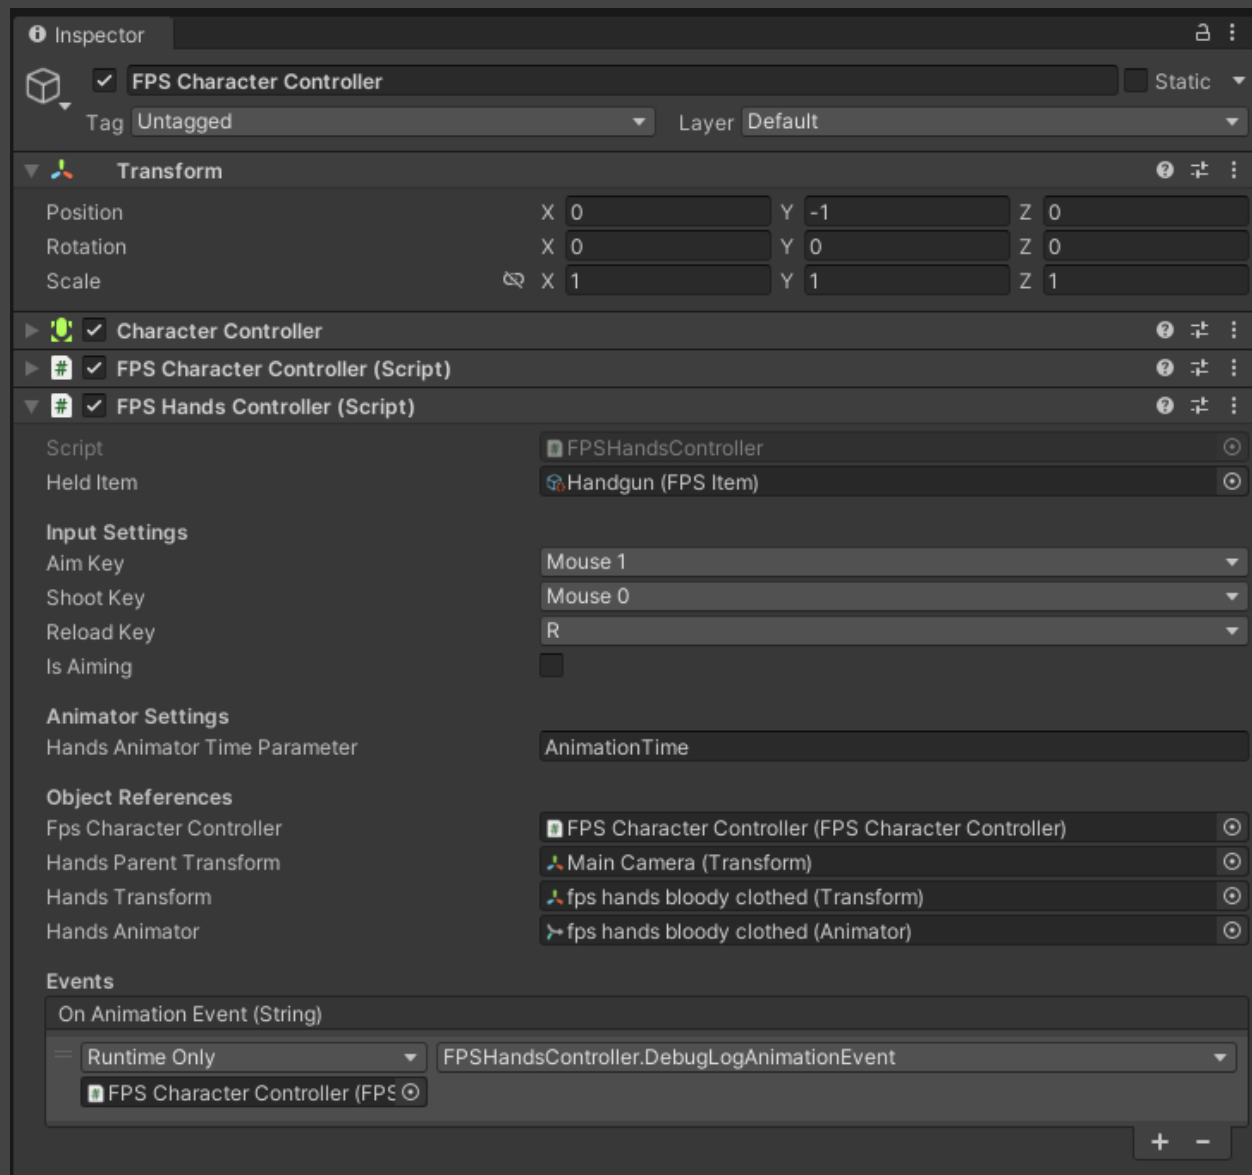 Inspector
FPS Character Controller Static
Tag Untagged Layer Default
Transform
Position X 0 Y -1 Z 0
Rotation X 0 Y 0 Z 0
Scale X 1 Y 1 Z 1
Character Controller
# FPS Character Controller (Script)
# FPS Hands Controller (Script)
Script FPSHandsController
Held Item Handgun (FPS Item)
Input Settings
Aim Key Mouse 1
Shoot Key Mouse 0
Reload Key R
Is Aiming
Animator Settings
Hands Animator Time Parameter AnimationTime
Object References
Fps Character Controller FPS Character Controller (FPS Character Controller)
Hands Parent Transform Main Camera (Transform)
Hands Transform fps hands bloody clothed (Transform)
Hands Animator fps hands bloody clothed (Animator)
Events
On Animation Event (String)
Runtime Only FPSHandsController.DebugLogAnimationEvent
FPS Character Controller (FPS
+ -